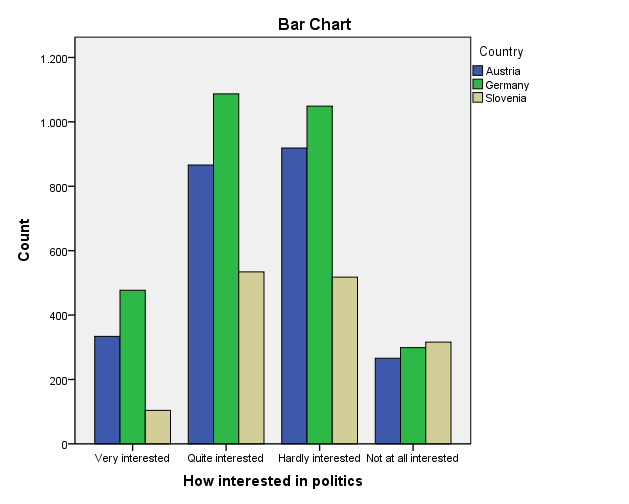 Bar Chart
Country
Austria
Germany
Slovenia
1.200
1.000
800
600
400
200
0
Count
Very interested Quite interested Hardly interested Not at all interested
How interested in politics